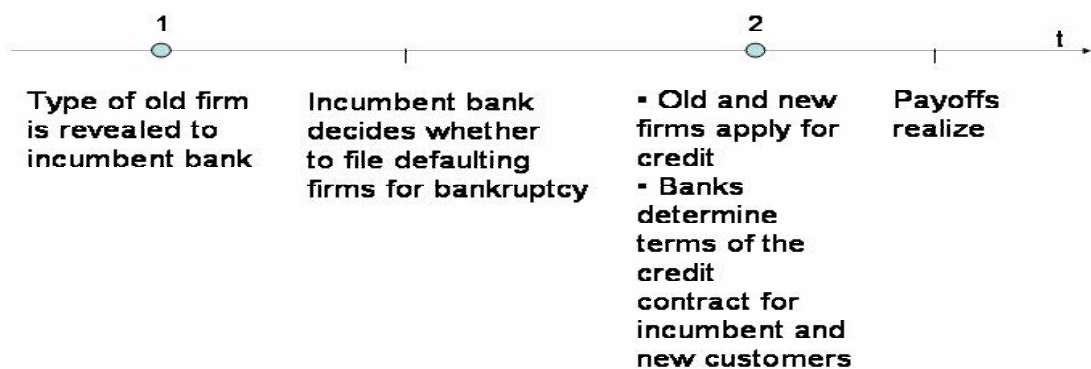 1
2
t
Type of old firm
is revealed to
incumbent bank
Incumbent bank
decides whether
to file defaulting
firms for bankruptcy
▪ Old and new
firms apply for
credit
▪ Banks
determine
terms of the
credit
contract for
incumbent and
new customers
Payoffs
realize